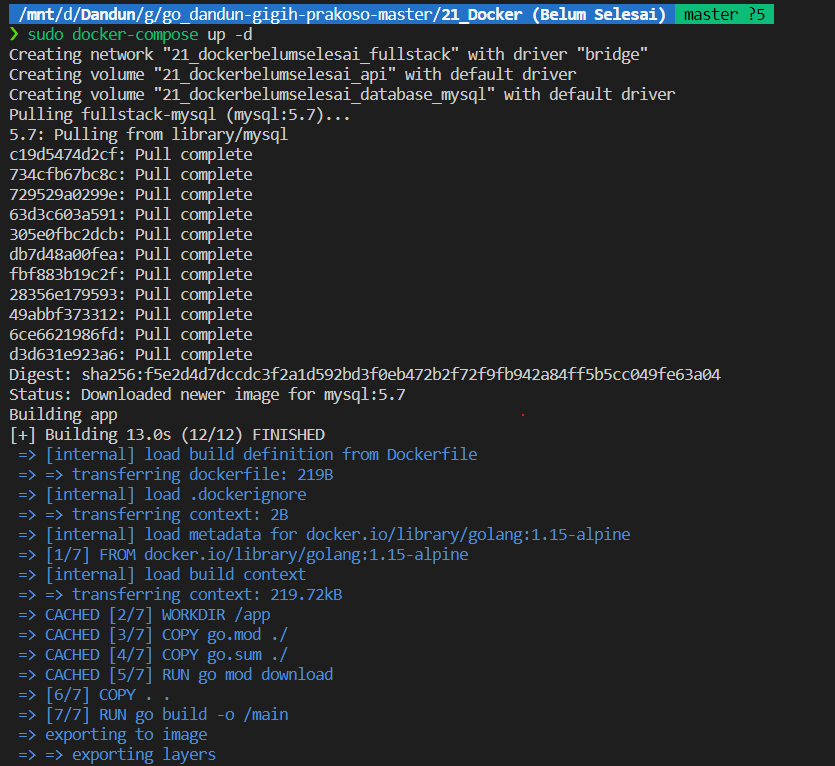 /mnt/d/Dandun/g/go_dandun-gigih-prakoso-master/21_Docker (Belum Selesai) master ?5
❯ sudo docker-compose up -d
Creating network "21_dockerbelumselesai_fullstack" with driver "bridge"
Creating volume "21_dockerbelumselesai_api" with default driver
Creating volume "21_dockerbelumselesai_database_mysql" with default driver
Pulling fullstack-mysql (mysql:5.7)...
5.7: Pulling from library/mysql
c19d5474d2cf: Pull complete
734cfb67bc8c: Pull complete
729529a0299e: Pull complete
63d3c603a591: Pull complete
305e0fbc2dcb: Pull complete
db7d48a00fea: Pull complete
fbf883b19c2f: Pull complete
28356e179593: Pull complete
49abbf373312: Pull complete
6ce6621986fd: Pull complete
d3d631e923a6: Pull complete
Digest: sha256:f5e2d4d7dccdc3f2a1d592bd3f0eb472b2f72f9fb942a84ff5b5cc049fe63a04
Status: Downloaded newer image for mysql:5.7
Building app
[+] Building 13.0s (12/12) FINISHED
=> [internal] load build definition from Dockerfile
=> => transferring dockerfile: 219B
=> [internal] load .dockerignore
=> => transferring context: 2B
=> [internal] load metadata for docker.io/library/golang:1.15-alpine
=> [1/7] FROM docker.io/library/golang:1.15-alpine
=> [internal] load build context
=> => transferring context: 219.72kB
=> CACHED [2/7] WORKDIR /app
=> CACHED [3/7] COPY go.mod ./
=> CACHED [4/7] COPY go.sum ./
=> CACHED [5/7] RUN go mod download
=> [6/7] COPY . .
=> [7/7] RUN go build -o /main
=> exporting to image
=> => exporting layers